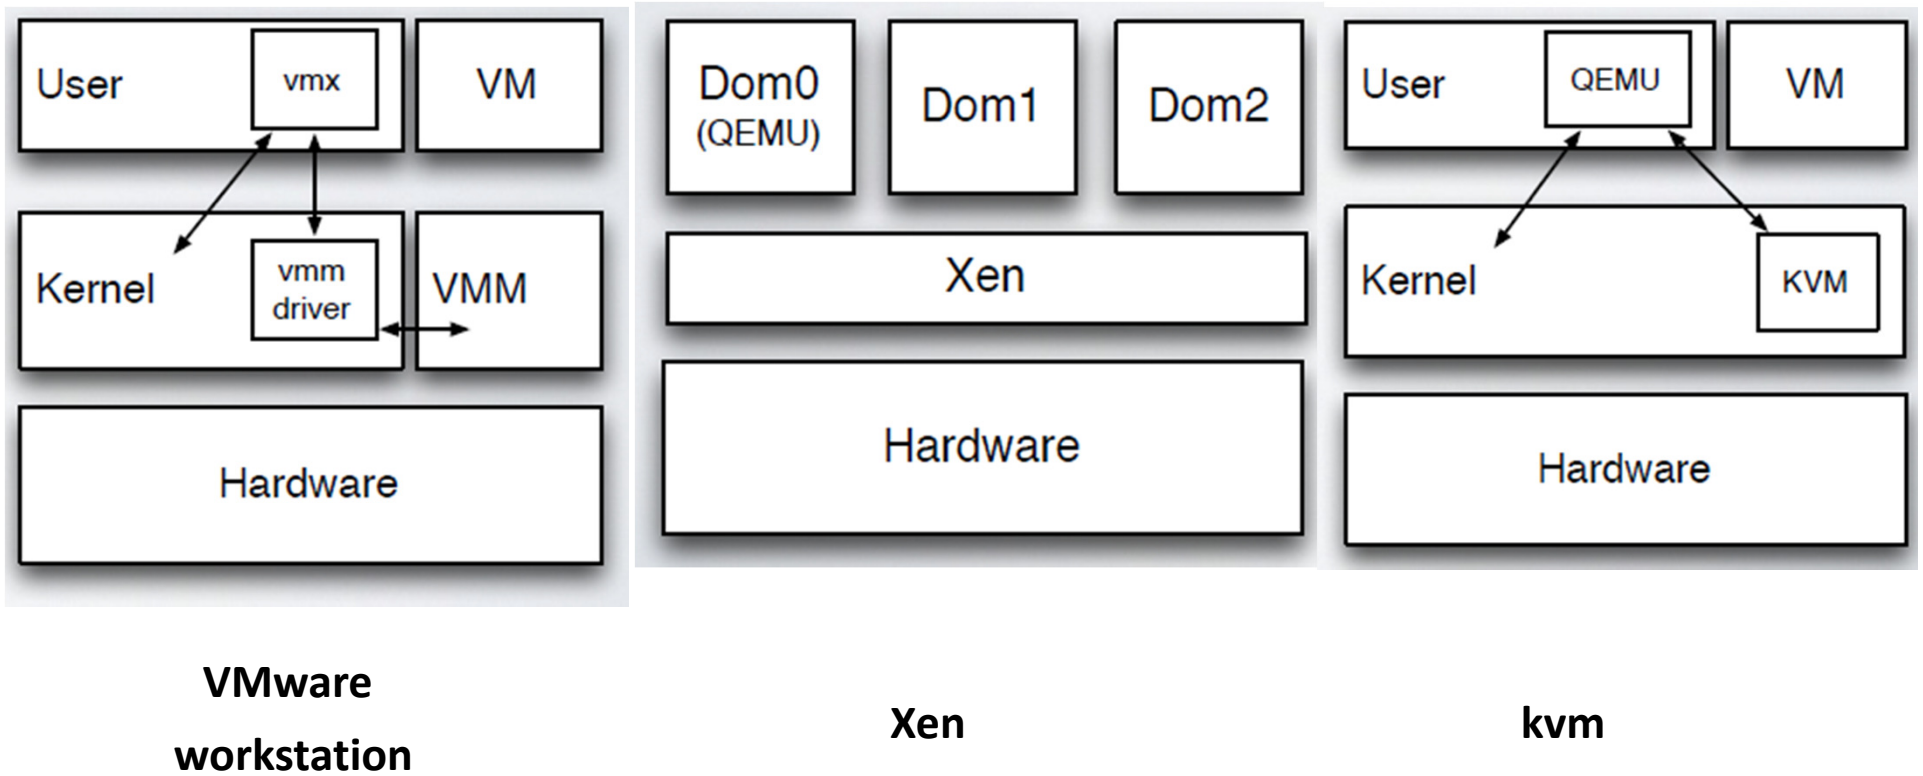 User
vmx
VM
Kernel
vmm
driver
VMM
Hardware
VMware
workstation
Dom0
(QEMU)
Dom1
Dom2
Xen
Hardware
Xen
User
QEMU
VM
Kernel
KVM
Hardware
kvm